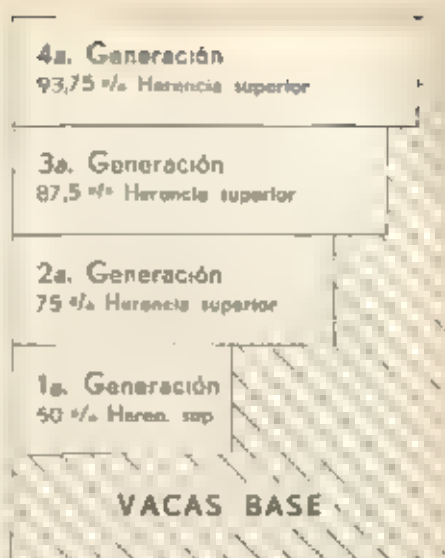 4a. Generación
93,75 % Herencia superior
3a. Generación
87,5 % Herencia superior
2a. Generación
75 % Herencia superior
1a. Generación
50 % Heren. sup
VACAS BASE